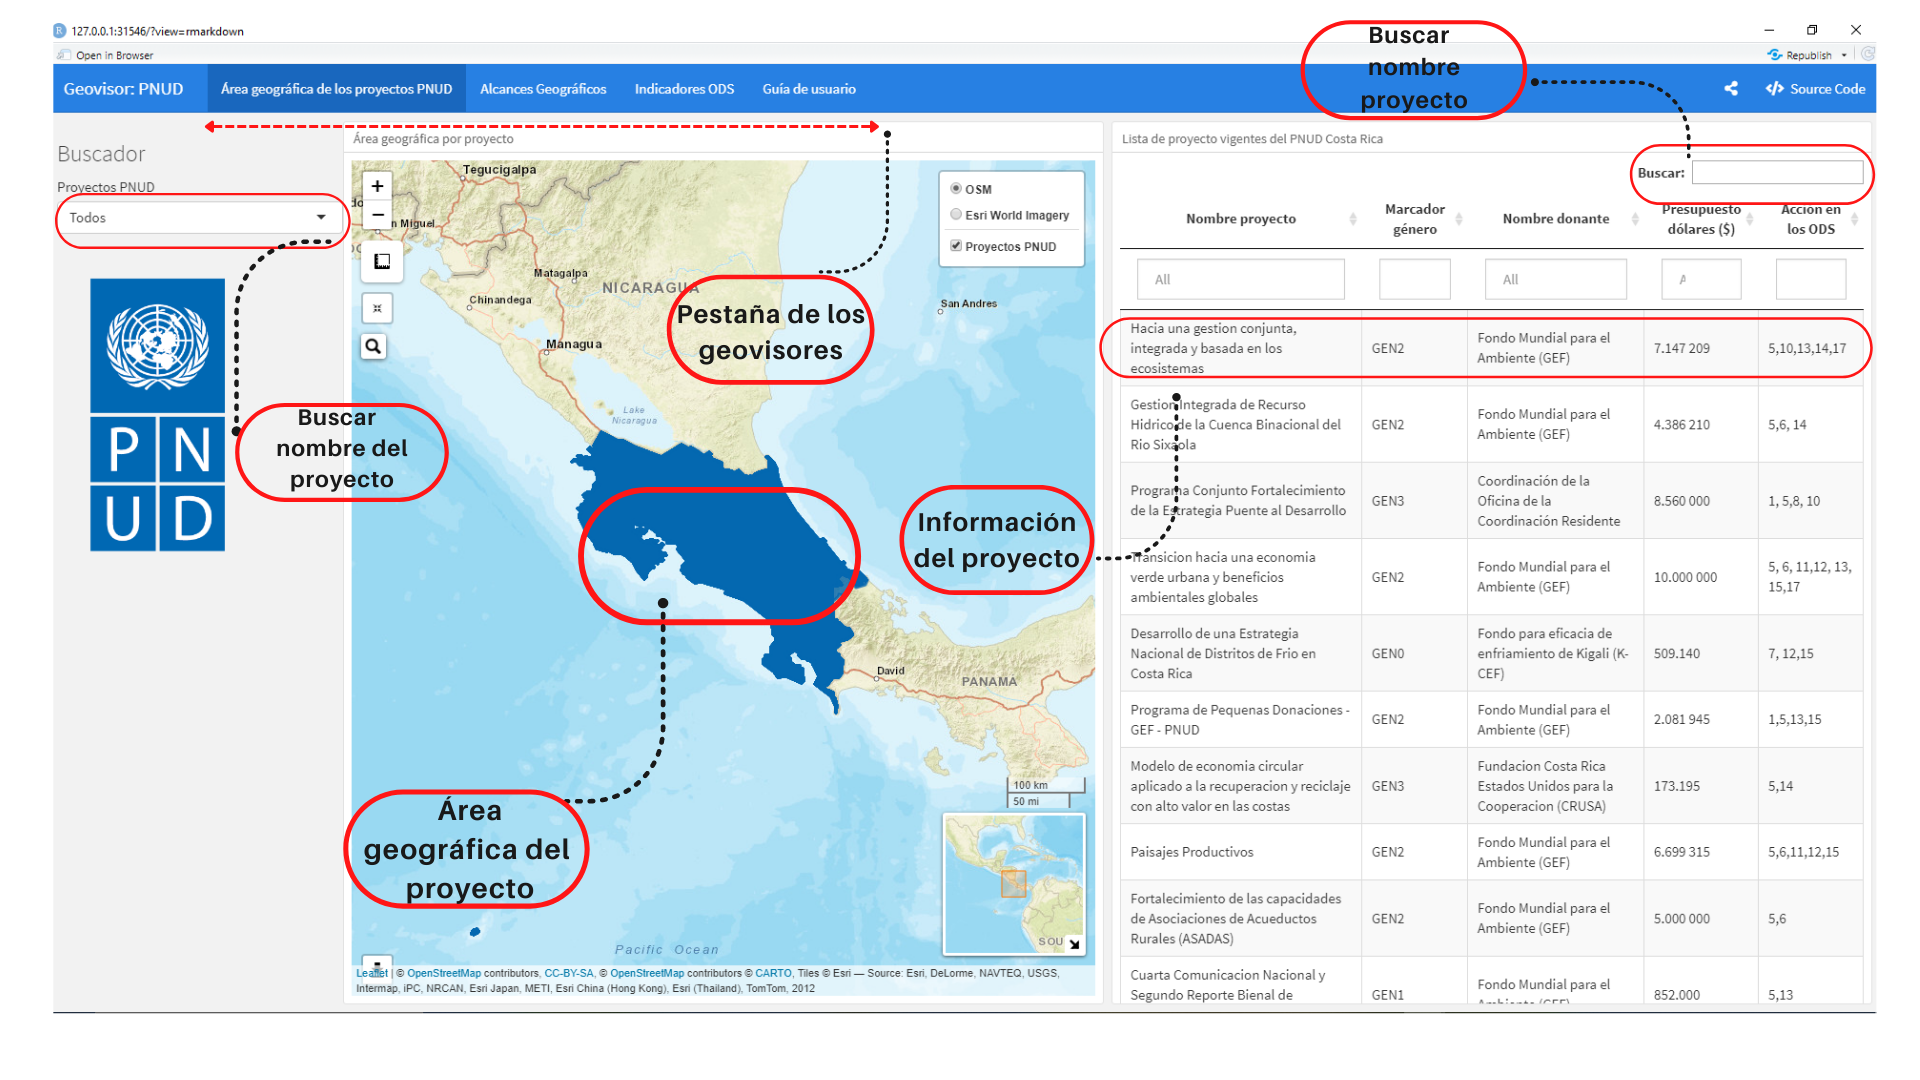 127.0.0.1:31546/?view=rmarkdown
Open in Browser
Republish
Geovisor: PNUD
Área geográfica de los proyectos PNUD
Alcances Geográficos
Indicadores ODS
Guía de usuario
Source Code
Buscar
nombre
proyecto
Buscador
Proyectos PNUD
Todos
P N
U D
Buscar
nombre del
proyecto
Área geográfica por proyecto
+
−
OSM
Esri World Imagery
Proyectos PNUD
Tegucigalpa
n Miguel
Matagalpa
Chinandega
NICARAGUA
Managua
San Andres
Lake
Nicaragua
David
PANAMA
Pacific Ocean
Pestaña de los
geovisores
Información
del proyecto
Área
geográfica del
proyecto
100 km
50 mi
SOU
Leaflet | © OpenStreetMap contributors, CC-BY-SA, © OpenStreetMap contributors © CARTO, Tiles © Esri — Source: Esri, DeLorme, NAVTEQ, USGS,
Intermap, iPC, NRCAN, Esri Japan, METI, Esri China (Hong Kong), Esri (Thailand), TomTom, 2012
Lista de proyecto vigentes del PNUD Costa Rica
Buscar:
Nombre proyecto
Marcador
género
Nombre donante
Presupuesto
dólares ($)
Acción en
los ODS
All
All
Hacia una gestion conjunta,
integrada y basada en los
ecosistemas
GEN2
Fondo Mundial para el
Ambiente (GEF)
7.147 209
5,10,13,14,17
Gestion Integrada de Recurso
Hidrico de la Cuenca Binacional del
Rio Sixaola
GEN2
Fondo Mundial para el
Ambiente (GEF)
4.386 210
5,6, 14
Programa Conjunto Fortalecimiento
de la Estrategia Puente al Desarrollo
GEN3
Coordinación de la
Oficina de la
Coordinación Residente
8.560 000
1, 5,8, 10
Transicion hacia una economia
verde urbana y beneficios
ambientales globales
GEN2
Fondo Mundial para el
Ambiente (GEF)
10.000 000
5, 6, 11,12, 13,
15,17
Desarrollo de una Estrategia
Nacional de Distritos de Frio en
Costa Rica
GEN0
Fondo para eficacia de
enfriamiento de Kigali (K-
CEF)
509.140
7, 12,15
Programa de Pequenas Donaciones -
GEF - PNUD
GEN2
Fondo Mundial para el
Ambiente (GEF)
2.081 945
1,5,13,15
Modelo de economia circular
aplicado a la recuperacion y reciclaje
con alto valor en las costas
GEN3
Fundacion Costa Rica
Estados Unidos para la
Cooperacion (CRUSA)
173.195
5,14
Paisajes Productivos
GEN2
Fondo Mundial para el
Ambiente (GEF)
6.699 315
5,6,11,12,15
Fortalecimiento de las capacidades
de Asociaciones de Acueductos
Rurales (ASADAS)
GEN2
Fondo Mundial para el
Ambiente (GEF)
5.000 000
5,6
Cuarta Comunicacion Nacional y
Segundo Reporte Bienal de
GEN1
Fondo Mundial para el
Ambiente (GEF)
852.000
5,13